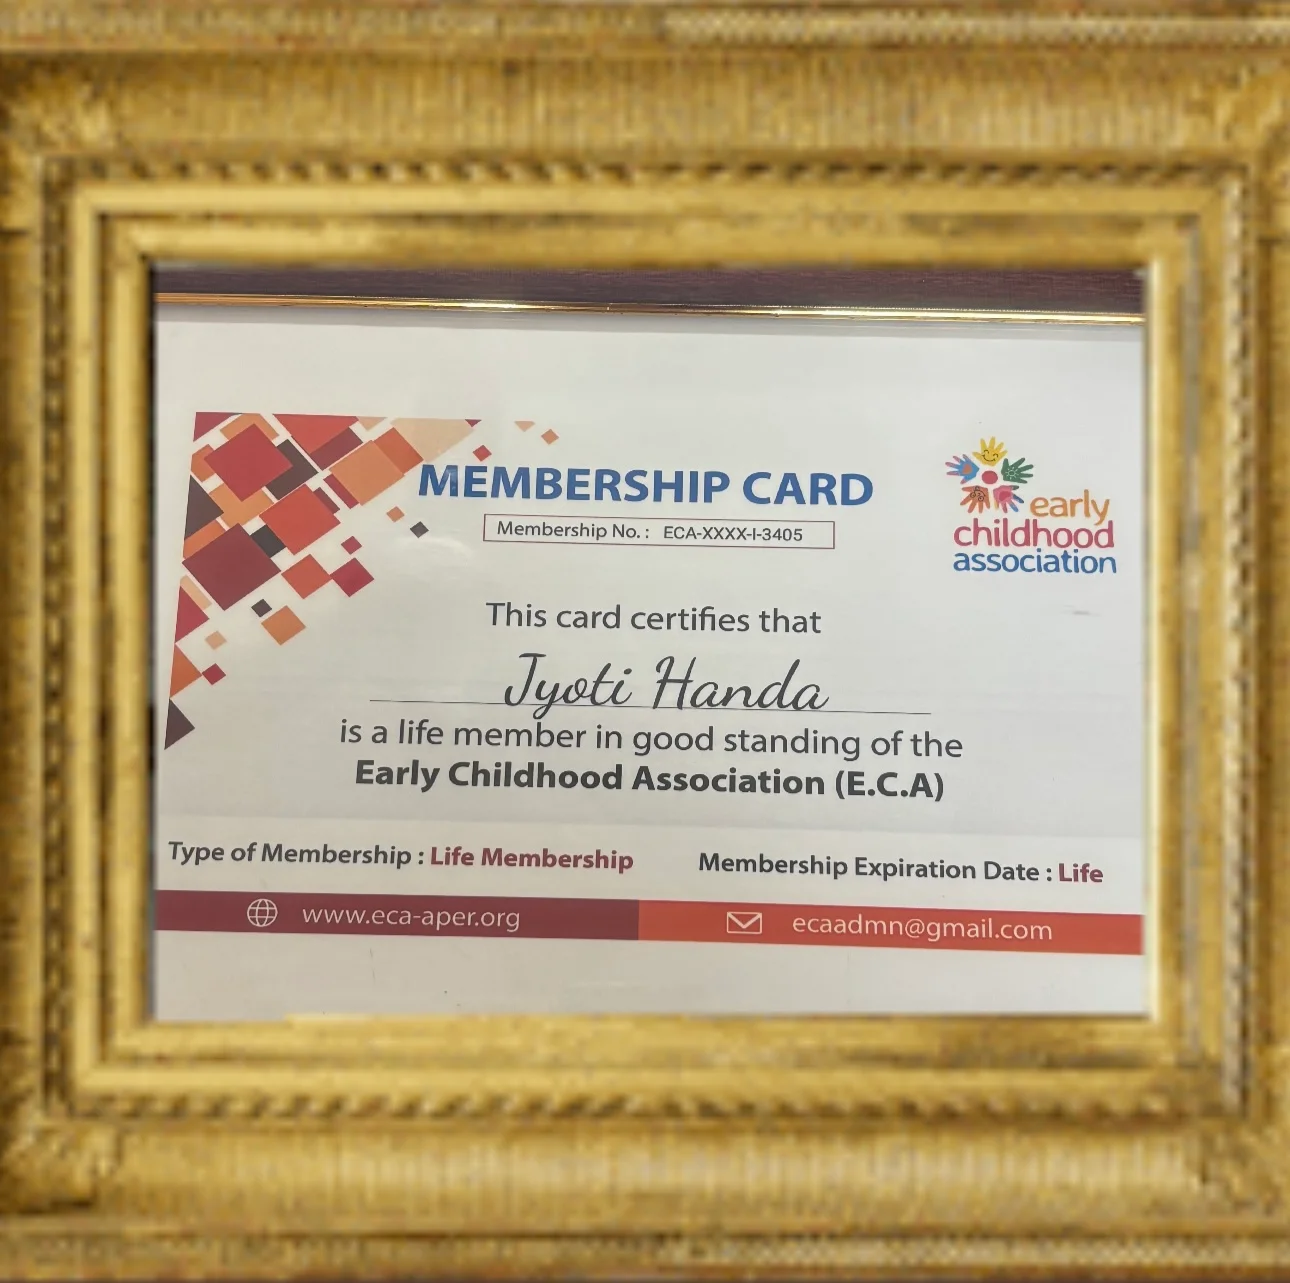 MEMBERSHIP CARD
Membership No. : ECA-XXXX-I-3405
early
childhood
association
This card certifies that
Jyoti Handa
is a life member in good standing of the
Early Childhood Association (E.C.A)
Type of Membership : Life Membership
Membership Expiration Date : Life
www.eca-aper.org
ecaadmn@gmail.com